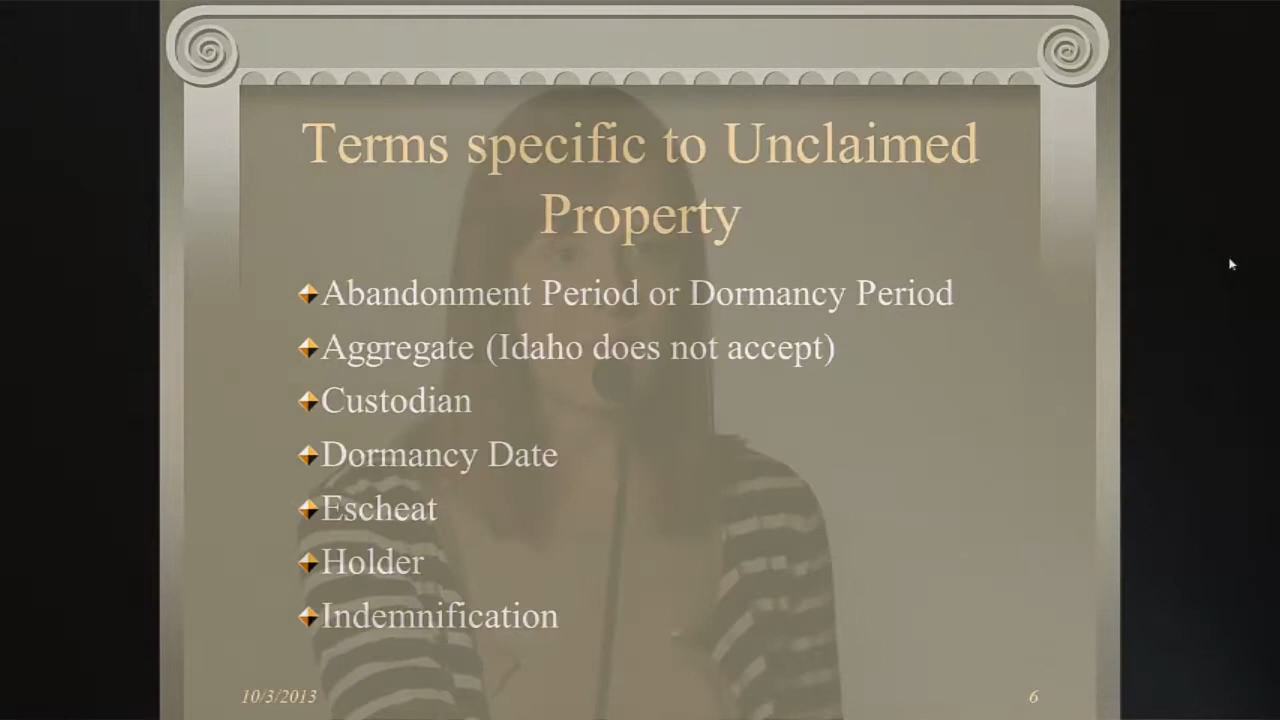 Terms specific to Unclaimed
Property
Abandonment Period or Dormancy Period
Aggregate (Idaho does not accept)
Custodian
Dormancy Date
Escheat
Holder
Indemnification
10/3/2013
6